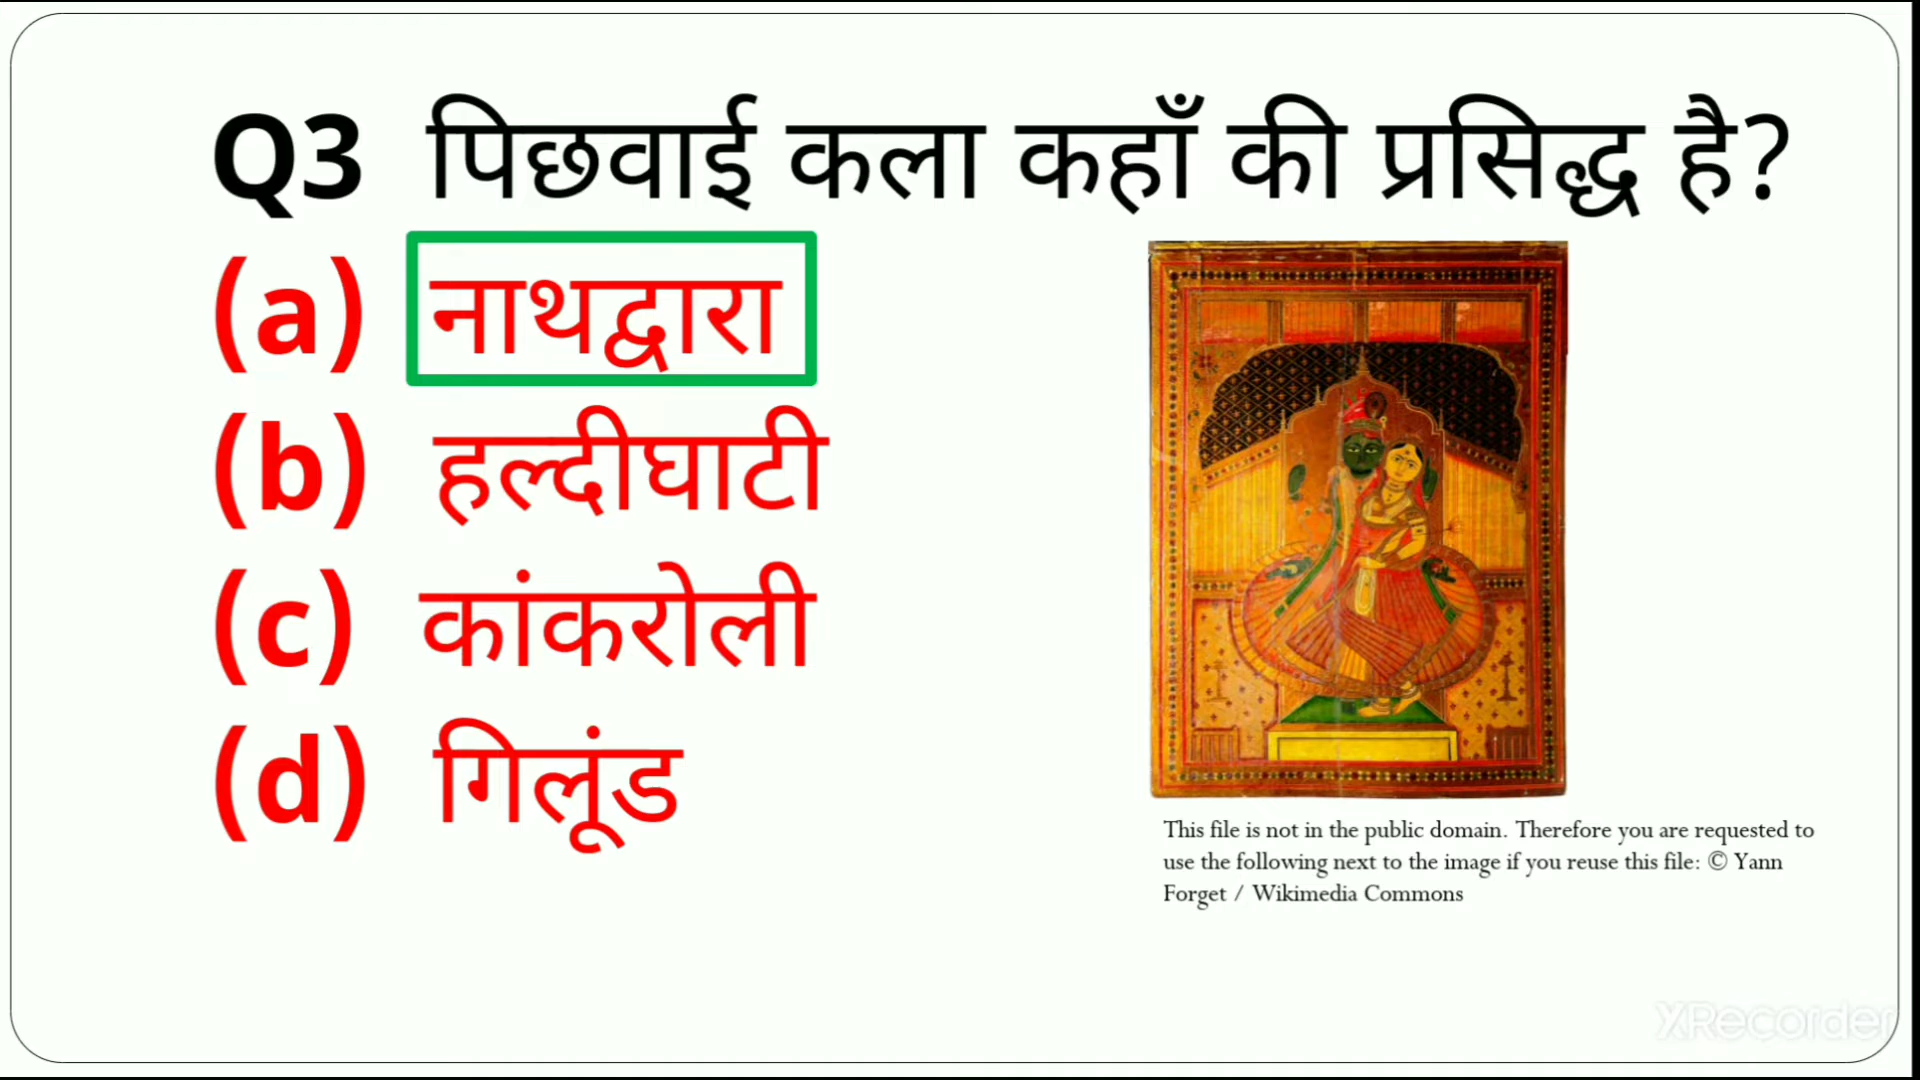 Q3 पिछवाई कला कहाँ की प्रसिद्ध है?
(a) नाथद्वारा
(b) हल्दीघाटी
(c) कांकरोली
(d) गिलूंड
This file is not in the public domain. Therefore you are requested to
use the following next to the image if you reuse this file: © Yann
Forget / Wikimedia Commons
XRecorder